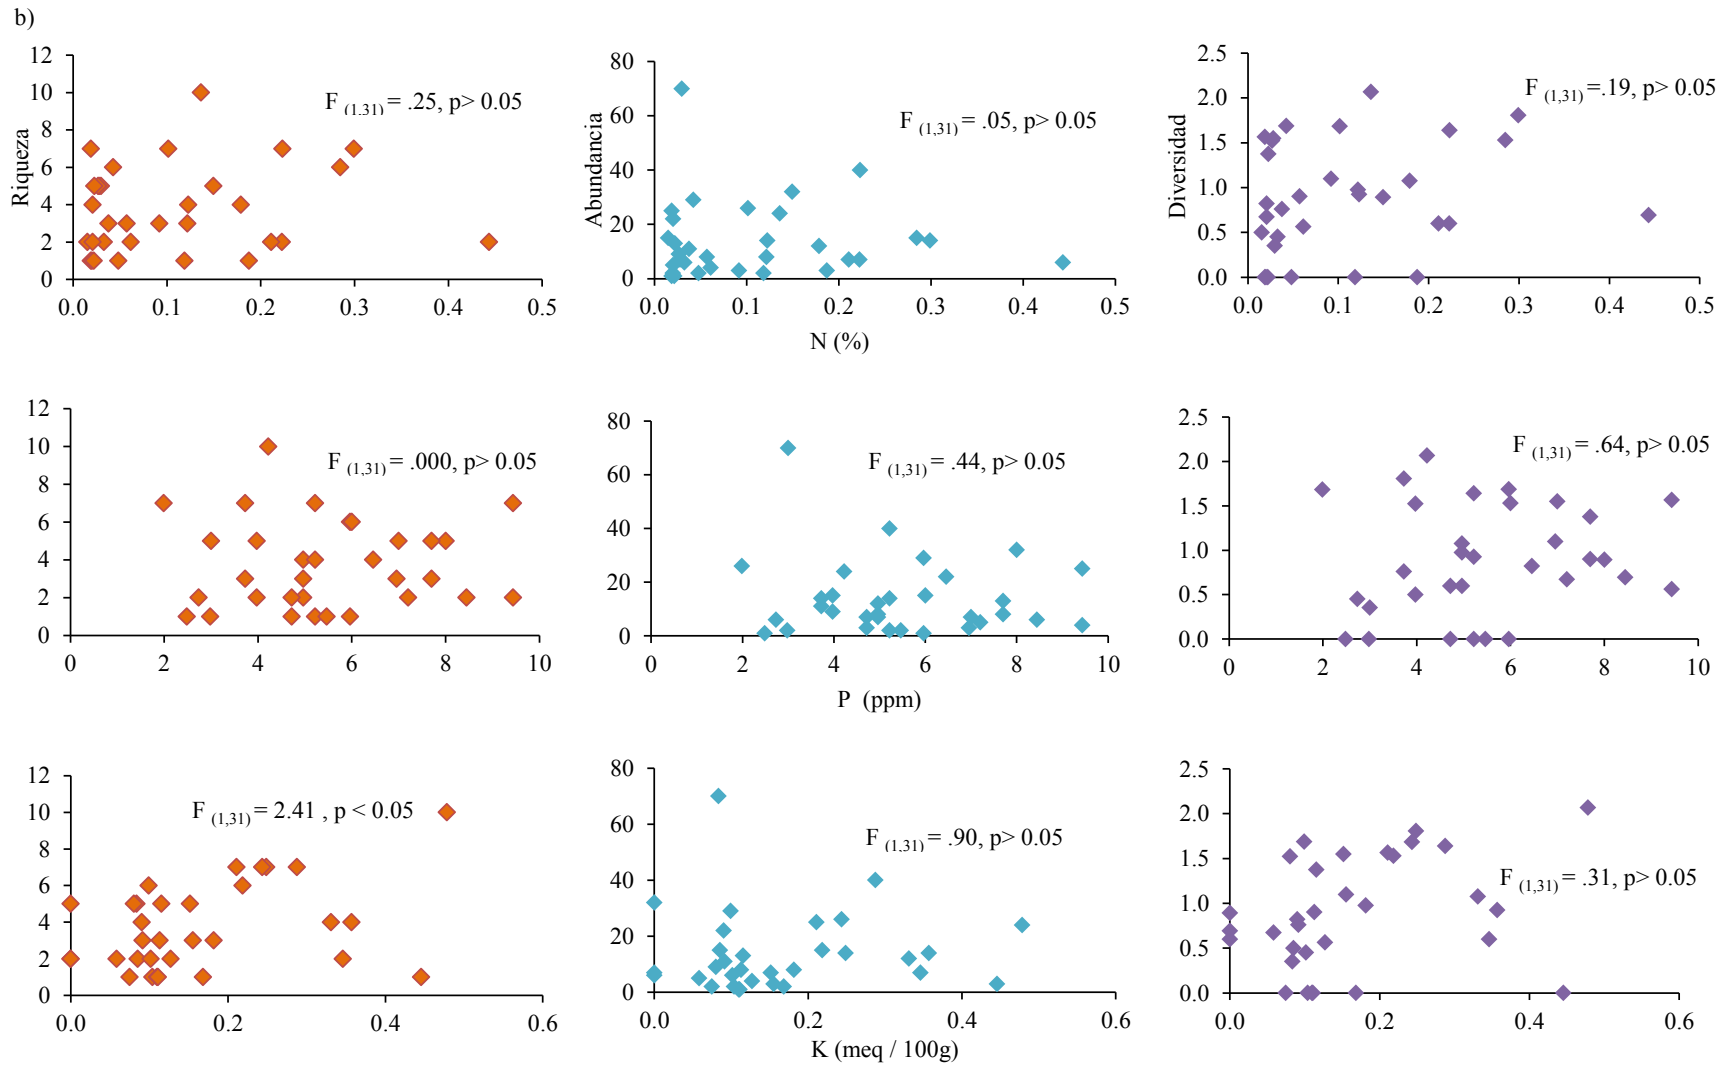 b)
Riqueza
12
10
8
6
4
2
0
F (1,31) = .25, p> 0.05
0.0 0.1 0.2 0.3 0.4 0.5
Abundancia
80
60
40
20
0
F (1,31) = .05, p> 0.05
0.0 0.1 0.2 0.3 0.4 0.5
N (%)
Diversidad
2.5
2.0
1.5
1.0
0.5
0.0
F (1,31) =.19, p> 0.05
0.0 0.1 0.2 0.3 0.4 0.5
12
10
8
6
4
2
0
F (1,31) = .000, p> 0.05
0 2 4 6 8 10
80
60
40
20
0
F (1,31) = .44, p> 0.05
0 2 4 6 8 10
P (ppm)
2.5
2.0
1.5
1.0
0.5
0.0
F (1,31) = .64, p> 0.05
0 2 4 6 8 10
12
10
8
6
4
2
0
F (1,31) = 2.41 , p < 0.05
0.0 0.2 0.4 0.6
80
60
40
20
0
F (1,31) = .90, p> 0.05
0.0 0.2 0.4 0.6
K (meq / 100g)
2.5
2.0
1.5
1.0
0.5
0.0
F (1,31) = .31, p> 0.05
0.0 0.2 0.4 0.6